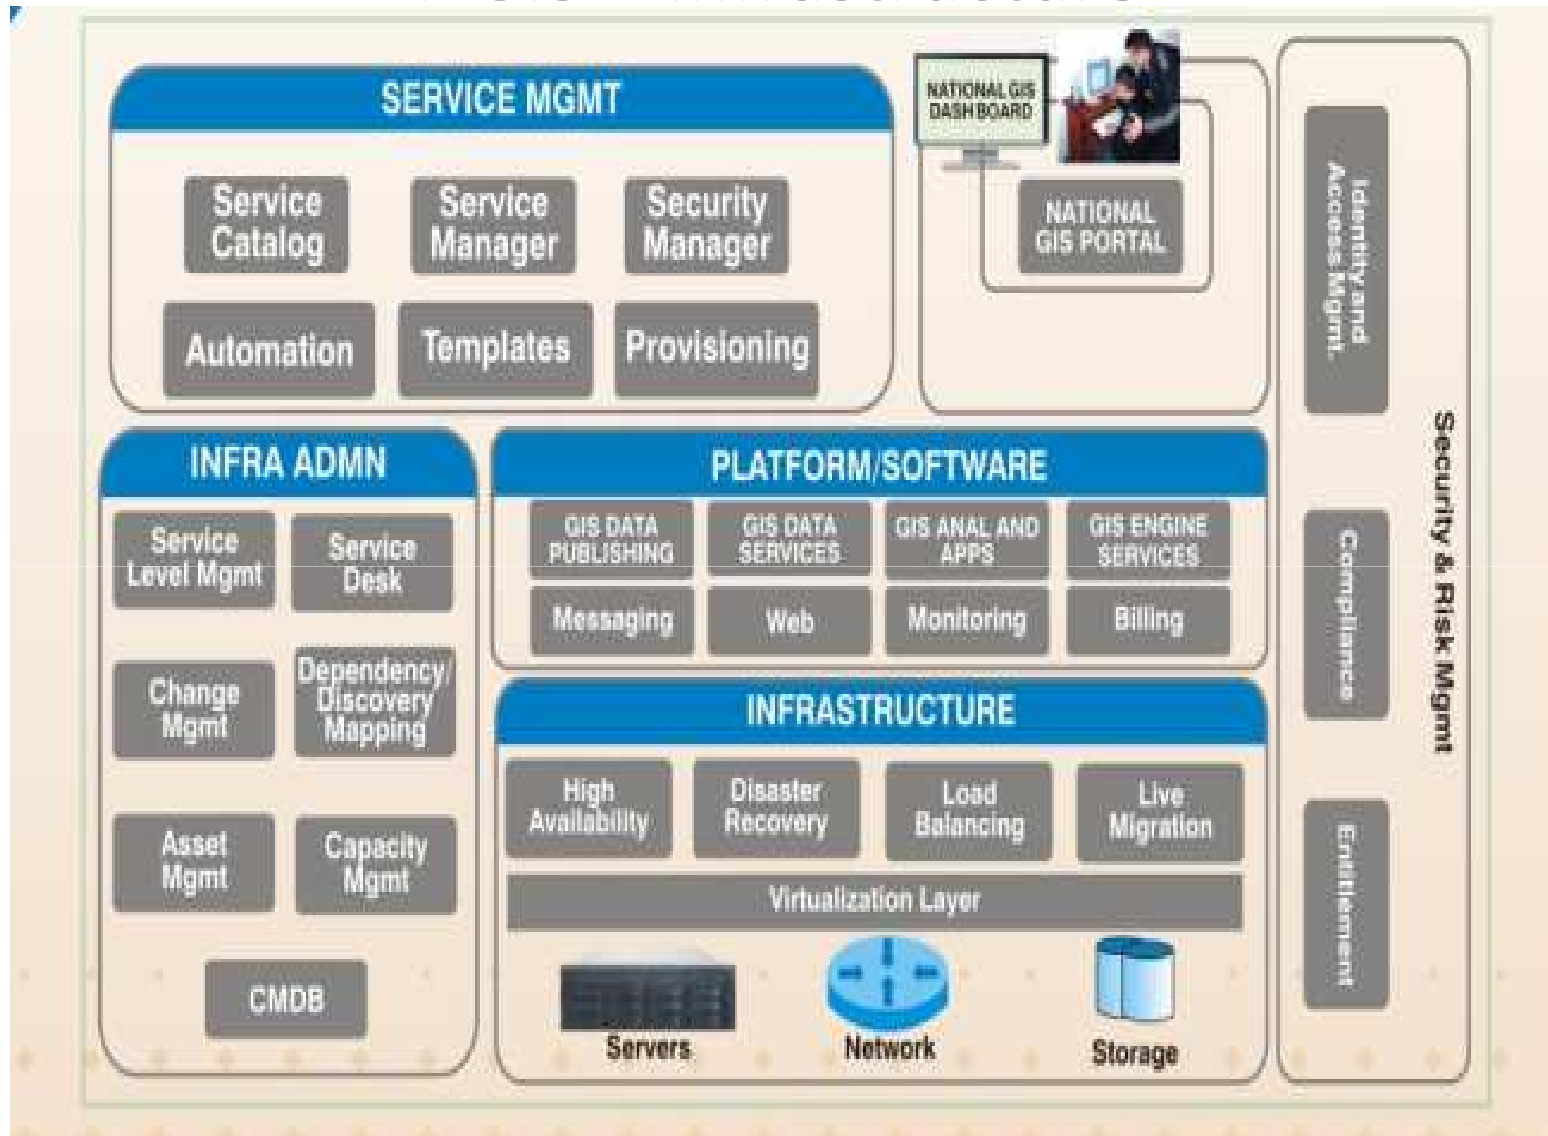 SERVICE MGMT
Service
Catalog
Service
Manager
Security
Manager
Automation
Templates
Provisioning
NATIONAL GIS
DASHBOARD
NATIONAL
GIS PORTAL
INFRA ADMN
Service
Level Mgmt
Service
Desk
Change
Mgmt
Dependency/
Discovery
Mapping
Asset
Mgmt
Capacity
Mgmt
CMDB
PLATFORM/SOFTWARE
GIS DATA
PUBLISHING
GIS DATA
SERVICES
GIS ANAL AND
APPS
GIS ENGINE
SERVICES
Messaging
Web
Monitoring
Billing
INFRASTRUCTURE
High
Availability
Disaster
Recovery
Load
Balancing
Live
Migration
Virtualization Layer
Servers
Network
Storage
Identity and
Access Mgmt.
Compliance
Entitlement
Security & Risk Mgmt